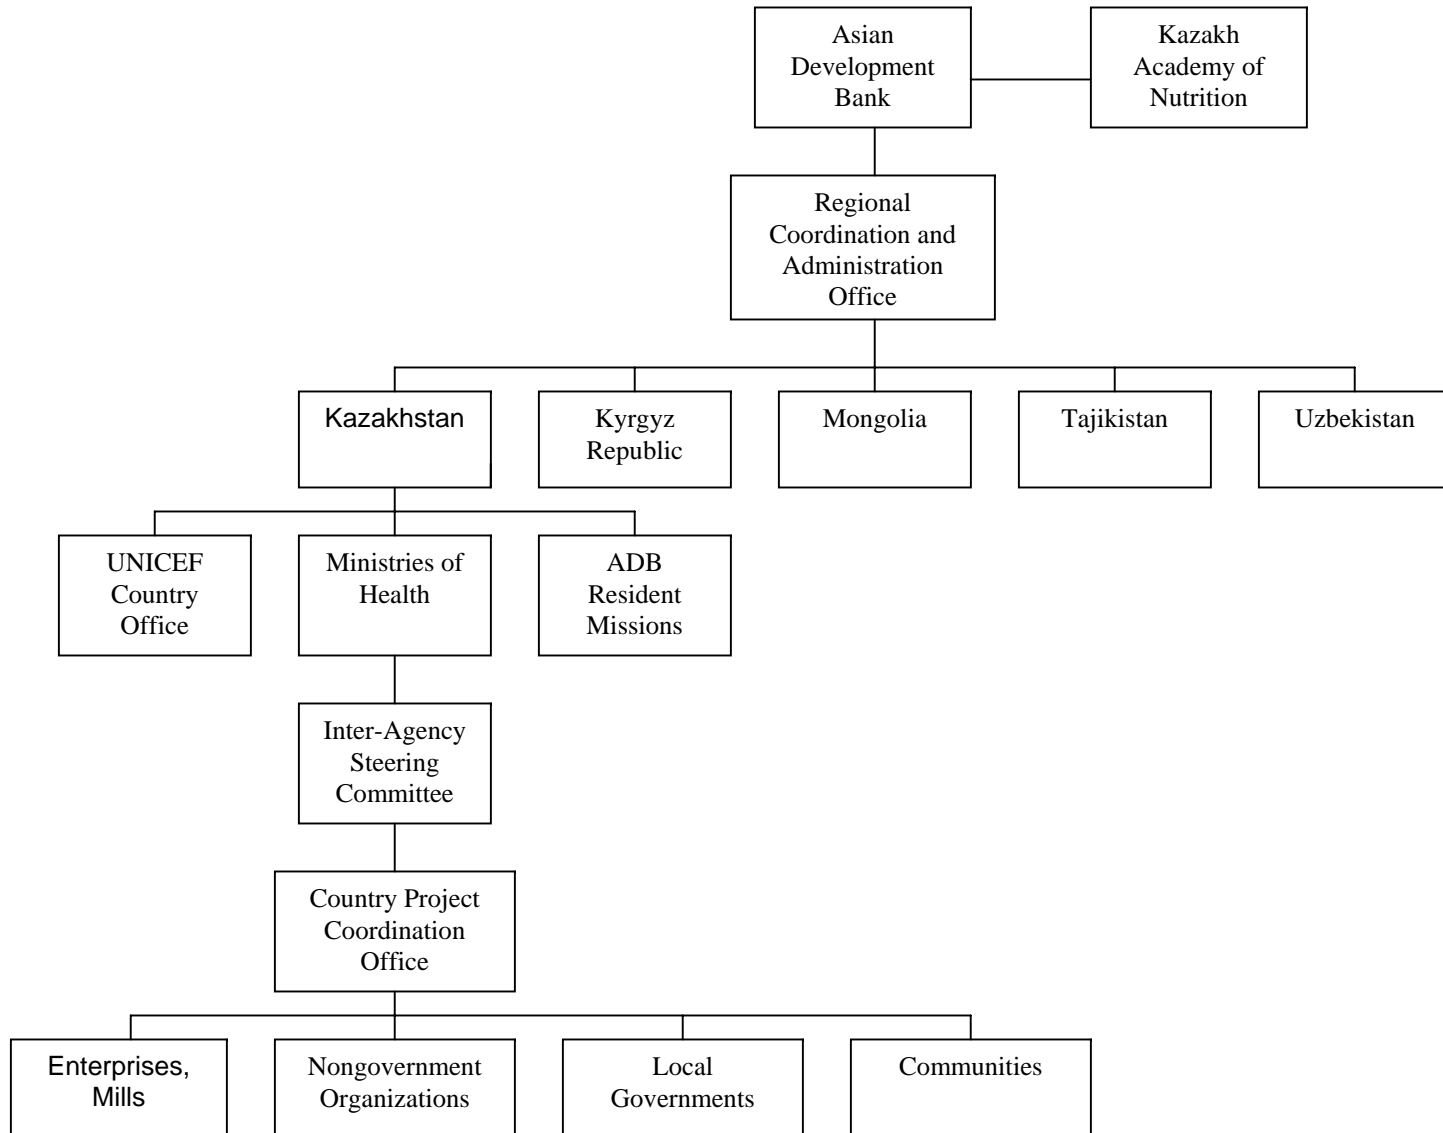 Asian
Development
Bank
Kazakh
Academy of
Nutrition
Regional
Coordination and
Administration
Office
Kazakhstan
Kyrgyz
Republic
Mongolia
Tajikistan
Uzbekistan
UNICEF
Country
Office
Ministries of
Health
ADB
Resident
Missions
Inter-Agency
Steering
Committee
Country Project
Coordination
Office
Enterprises,
Mills
Nongovernment
Organizations
Local
Governments
Communities